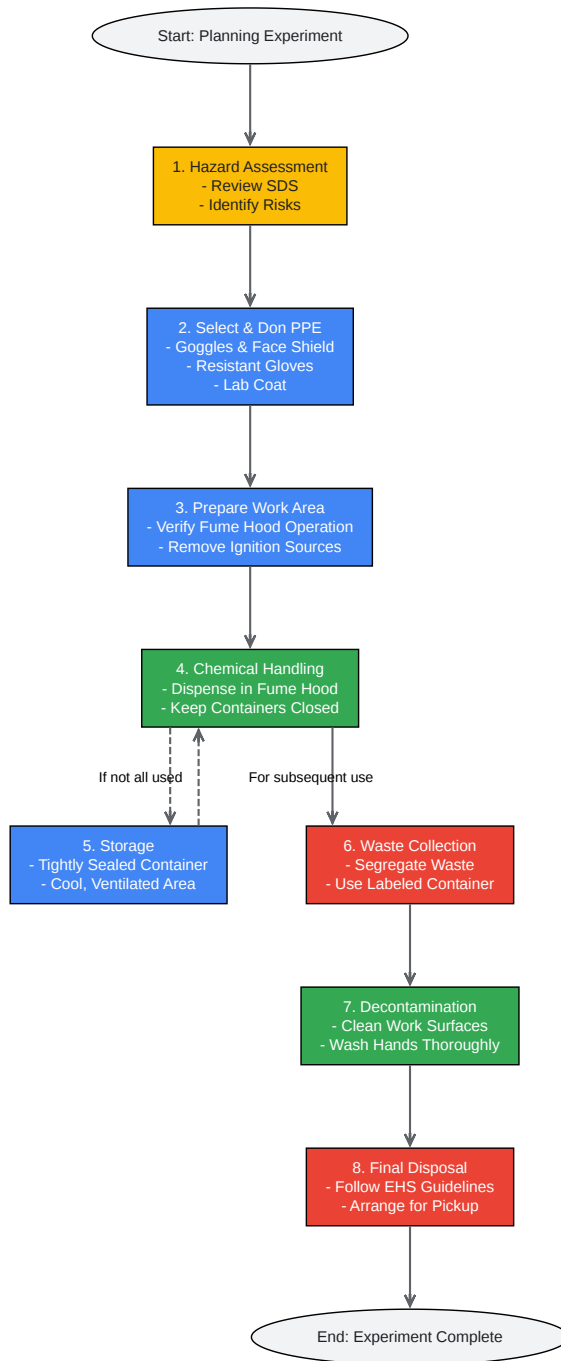 Start: Planning Experiment
1. Hazard Assessment
- Review SDS
- Identify Risks
2. Select & Don PPE
- Goggles & Face Shield
- Resistant Gloves
- Lab Coat
3. Prepare Work Area
- Verify Fume Hood Operation
- Remove Ignition Sources
4. Chemical Handling
- Dispense in Fume Hood
- Keep Containers Closed
If not all used
For subsequent use
5. Storage
- Tightly Sealed Container
- Cool, Ventilated Area
6. Waste Collection
- Segregate Waste
- Use Labeled Container
7. Decontamination
- Clean Work Surfaces
- Wash Hands Thoroughly
8. Final Disposal
- Follow EHS Guidelines
- Arrange for Pickup
End: Experiment Complete